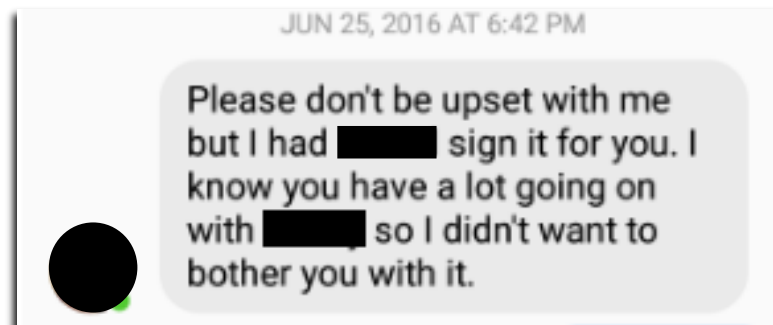 JUN 25, 2016 AT 6:42 PM
Please don't be upset with me
but I had sign it for you. I
know you have a lot going on
with so I didn't want to
bother you with it.